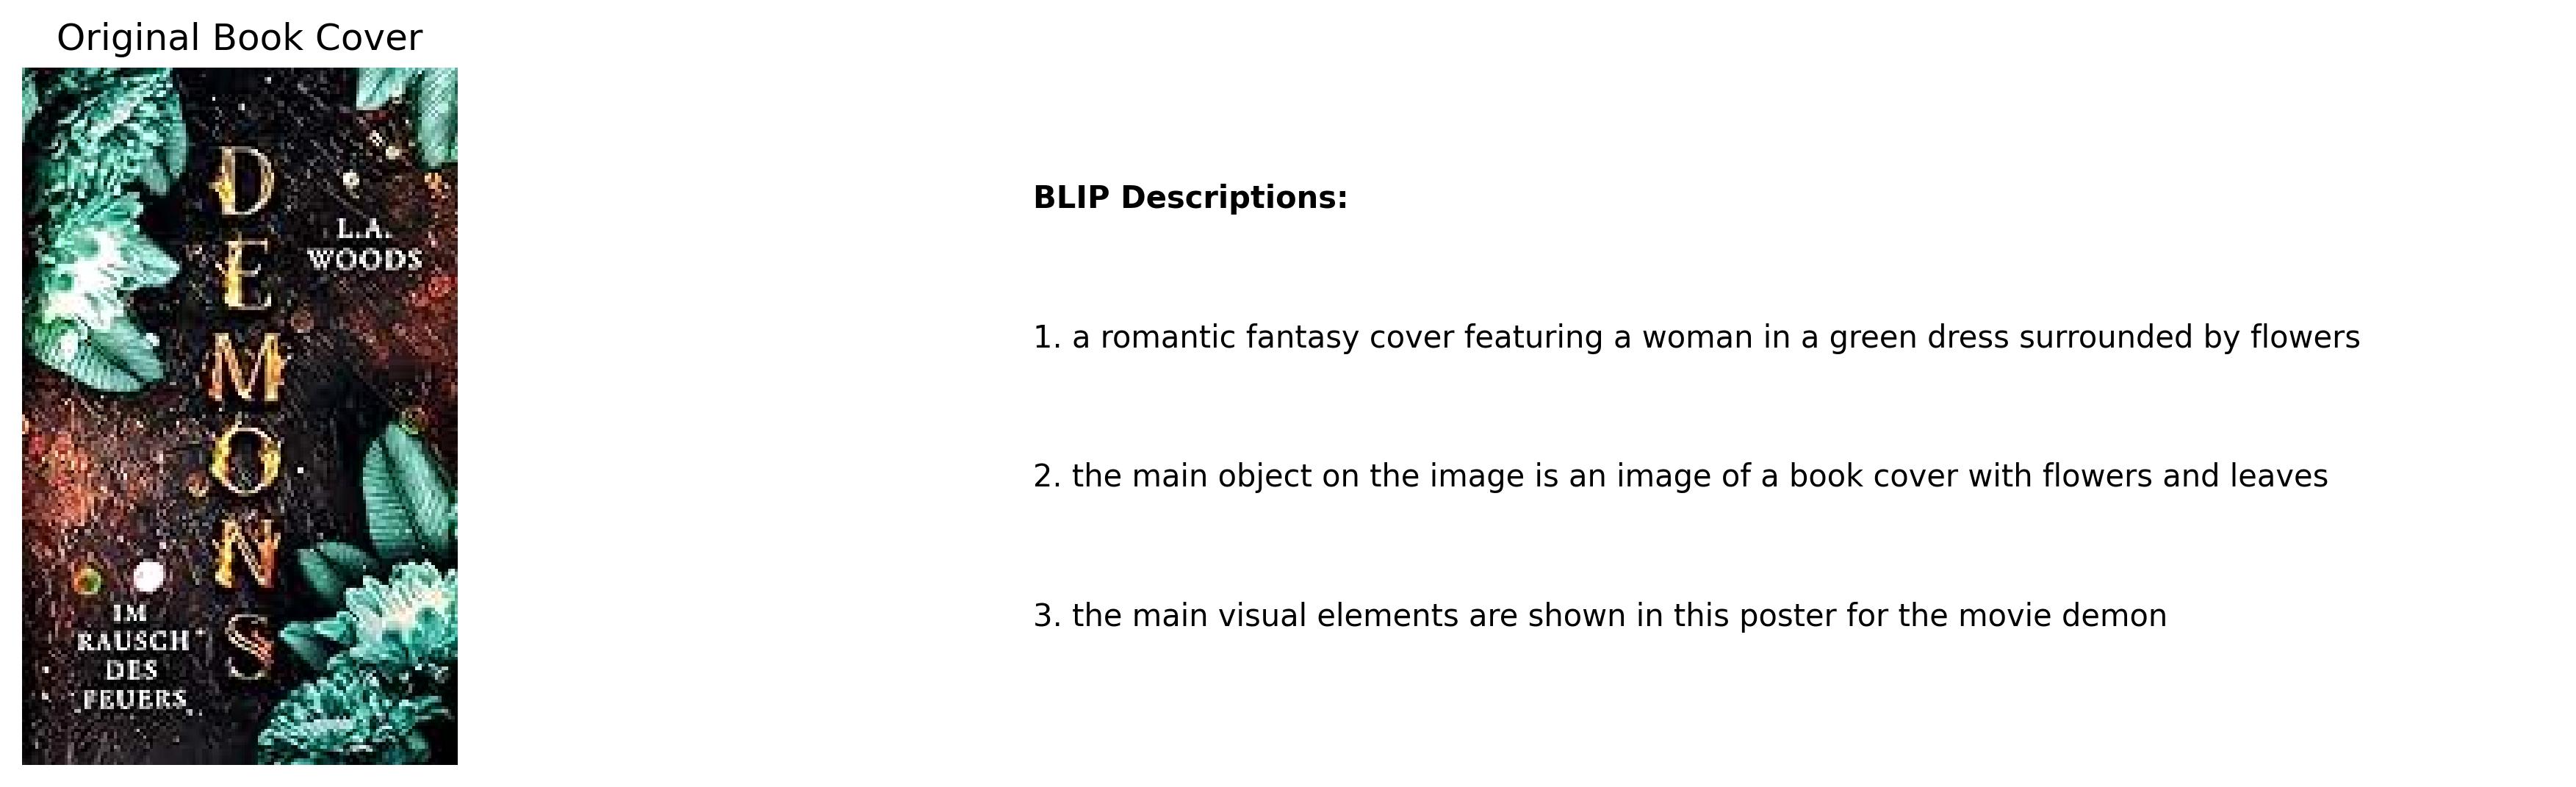 Original Book Cover
DEMONS
L.A.
WOODS
IM
RAUSCH
DES
FEUERS
BLIP Descriptions:
1. a romantic fantasy cover featuring a woman in a green dress surrounded by flowers
2. the main object on the image is an image of a book cover with flowers and leaves
3. the main visual elements are shown in this poster for the movie demon